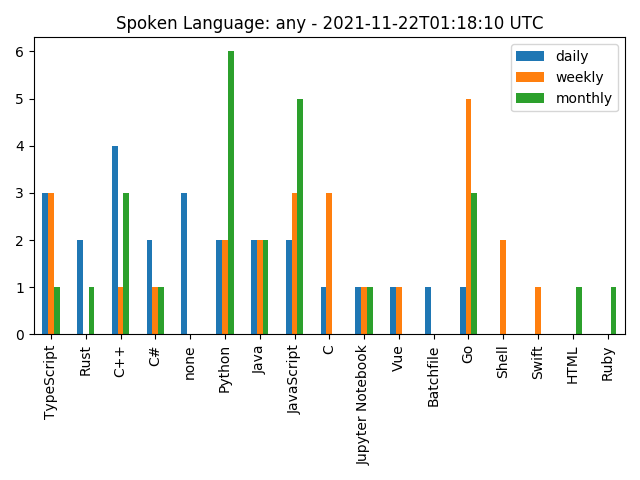 Spoken Language: any - 2021-11-22T01:18:10 UTC
daily
weekly
monthly
6
5
4
3
2
1
0
TypeScript
Rust
C++
C#
none
Python
Java
JavaScript
C
Jupyter Notebook
Vue
Batchfile
Go
Shell
Swift
HTML
Ruby